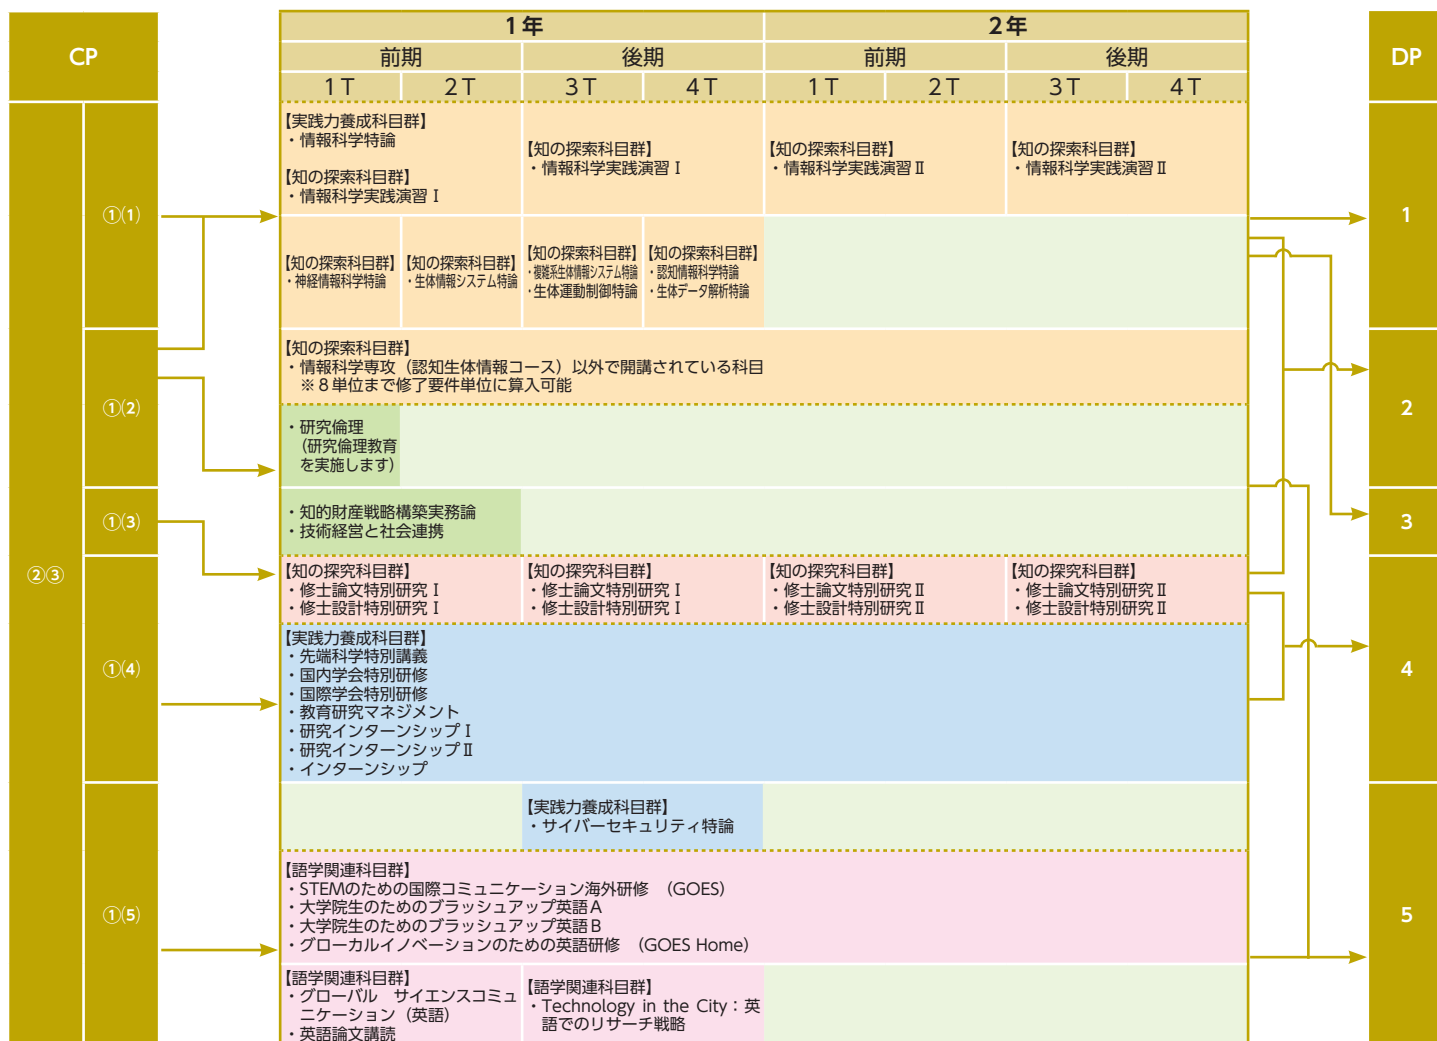 CP
1年
2年
DP
前期
後期
前期
後期
1T
2T
3T
4T
1T
2T
3T
4T
②③
①⑴
①⑵
①⑶
①⑷
①⑸
【実践力養成科目群】
・情報科学特論
【知の探索科目群】
・情報科学実践演習Ⅰ
【知の探索科目群】
・情報科学実践演習Ⅰ
【知の探索科目群】
・情報科学実践演習Ⅱ
【知の探索科目群】
・情報科学実践演習Ⅱ
【知の探索科目群】
・神経情報科学特論
【知の探索科目群】
・生体情報システム特論
【知の探索科目群】
・複雑系生体情報システム特論
・生体運動制御特論
【知の探索科目群】
・認知情報科学特論
・生体データ解析特論
【知の探索科目群】
・情報科学専攻（認知生体情報コース）以外で開講されている科目
※８単位まで修了要件単位に算入可能
・研究倫理
（研究倫理教育
を実施します）
・知的財産戦略構築実務論
・技術経営と社会連携
【知の探究科目群】
・修士論文特別研究Ⅰ
・修士設計特別研究Ⅰ
【知の探究科目群】
・修士論文特別研究Ⅰ
・修士設計特別研究Ⅰ
【知の探究科目群】
・修士論文特別研究Ⅱ
・修士設計特別研究Ⅱ
【知の探究科目群】
・修士論文特別研究Ⅱ
・修士設計特別研究Ⅱ
【実践力養成科目群】
・先端科学特別講義
・国内学会特別研修
・国際学会特別研修
・教育研究マネジメント
・研究インターンシップⅠ
・研究インターンシップⅡ
・インターンシップ
【実践力養成科目群】
・サイバーセキュリティ特論
【語学関連科目群】
・STEMのための国際コミュニケーション海外研修　（GOES）
・大学院生のためのブラッシュアップ英語A
・大学院生のためのブラッシュアップ英語B
・グローカルイノベーションのための英語研修　（GOES Home）
【語学関連科目群】
・グローバル　サイエンスコミュ
ニケーション（英語）
・英語論文講読
【語学関連科目群】
・Technology in the City：英
語でのリサーチ戦略
1
2
3
4
5